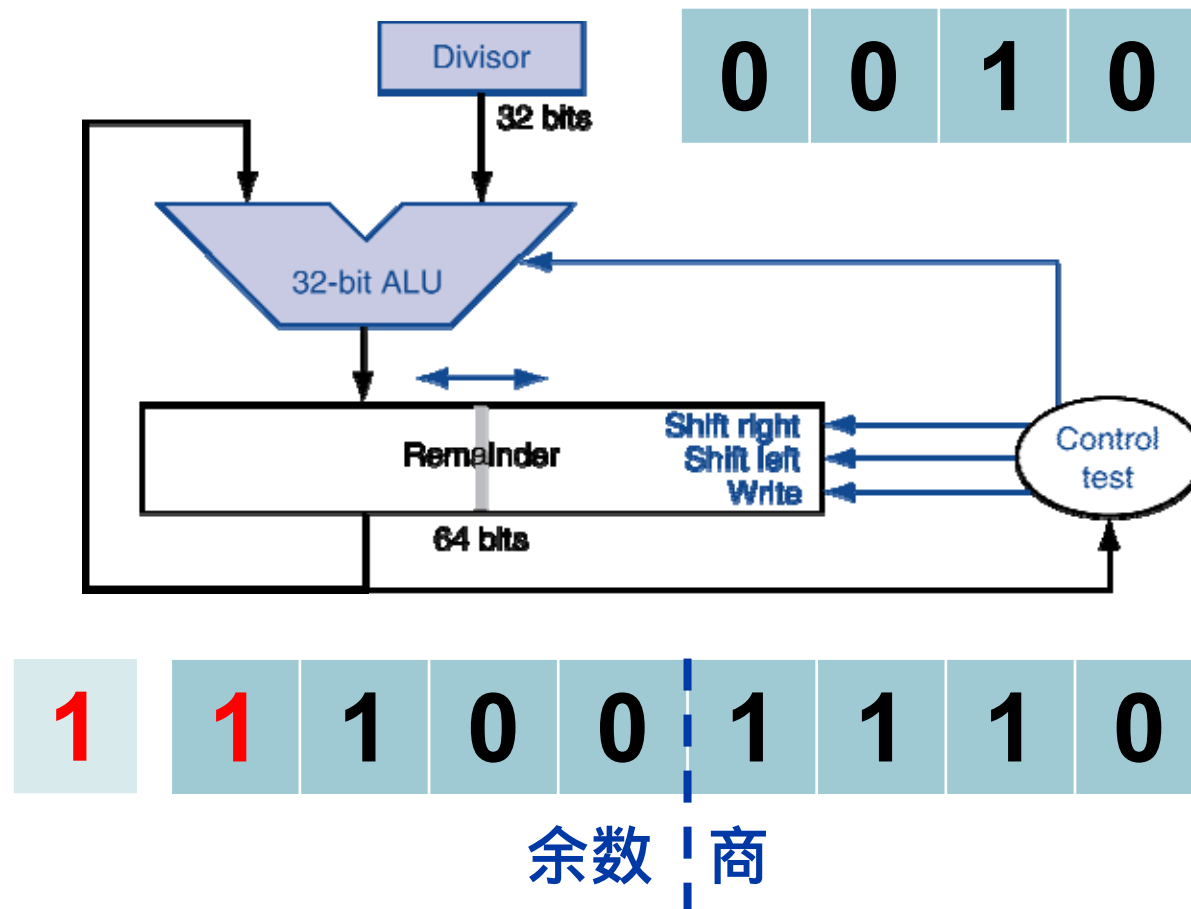 Divisor
0 0 1 0
32 bits
32-bit ALU
Shift right
Remainder
Shift left
Write
Control
test
64 bits
1 1 1 0 0 1 1 1 0
余数 商